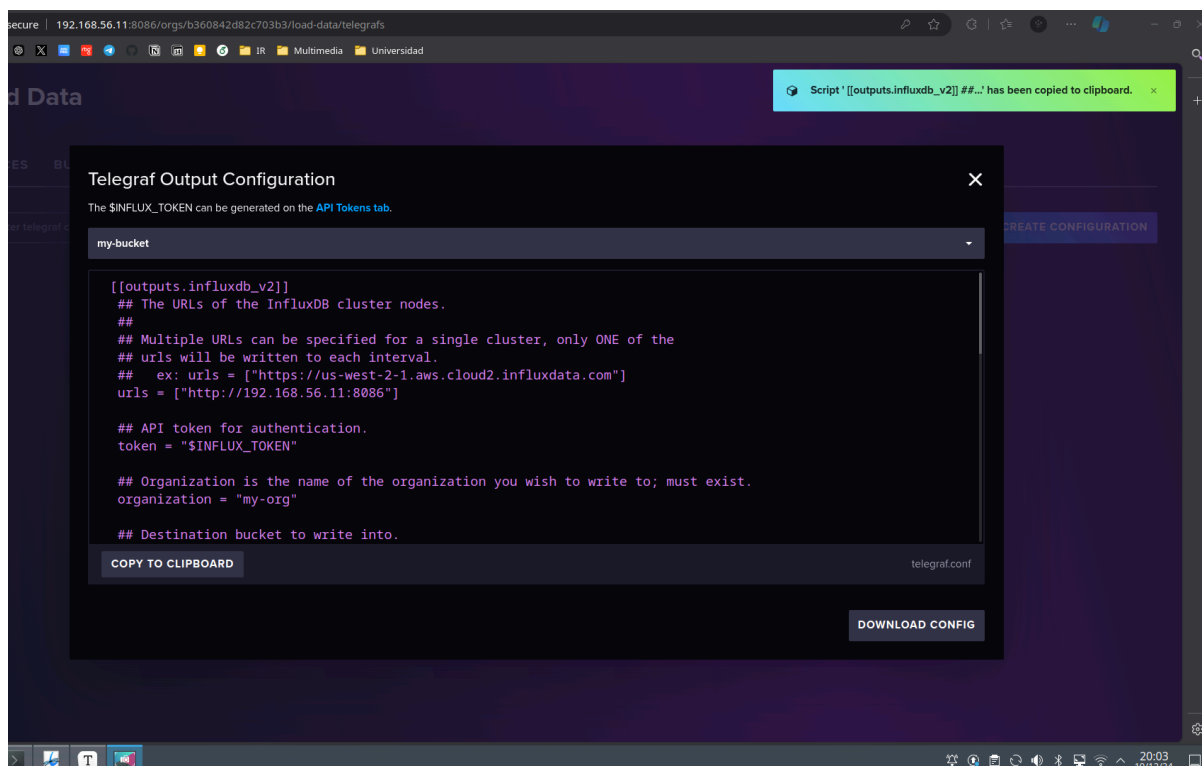 secure 192.168.56.11:8086/orgs/b360842d82c703b3/load-data/telegrafs
IR Multimedia Universidad
d Data
Script ' [[outputs.influxdb_v2]] ##...' has been copied to clipboard.
CES BU
Telegraf Output Configuration
The $INFLUX_TOKEN can be generated on the API Tokens tab.
er telegraf c
CREATE CONFIGURATION
my-bucket
[[outputs.influxdb_v2]]
## The URLs of the InfluxDB cluster nodes.
##
## Multiple URLs can be specified for a single cluster, only ONE of the
## urls will be written to each interval.
##   ex: urls = ["https://us-west-2-1.aws.cloud2.influxdata.com"]
urls = ["http://192.168.56.11:8086"]
## API token for authentication.
token = "$INFLUX_TOKEN"
## Organization is the name of the organization you wish to write to; must exist.
organization = "my-org"
## Destination bucket to write into.
COPY TO CLIPBOARD
telegraf.conf
DOWNLOAD CONFIG
20:03